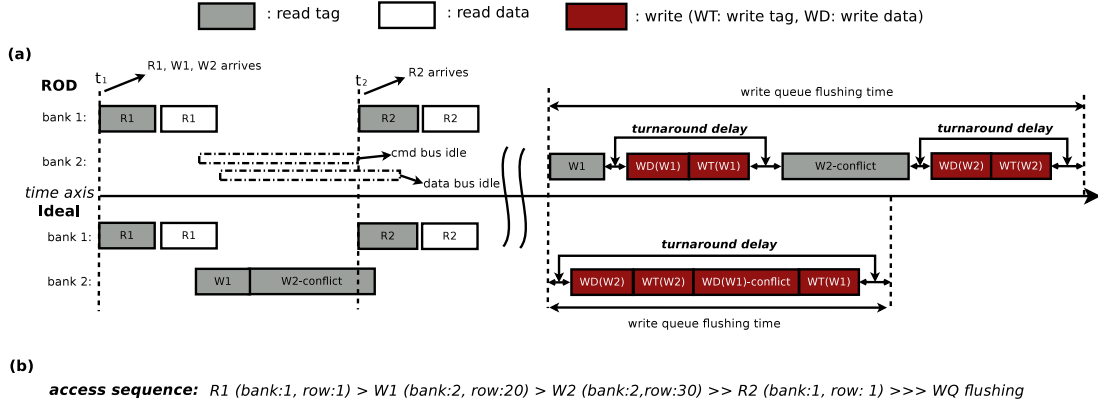 : read tag
: read data
: write (WT: write tag, WD: write data)
(a)
t1
R1, W1, W2 arrives
t2
R2 arrives
ROD
write queue flushing time
bank 1:
R1
R1
R2
R2
turnaround delay
turnaround delay
bank 2:
cmd bus idle
W1
WD(W1)
WT(W1)
W2-conflict
WD(W2)
WT(W2)
data bus idle
time axis
Ideal
bank 1:
R1
R1
R2
R2
turnaround delay
bank 2:
W1
W2-conflict
WD(W2)
WT(W2)
WD(W1)-conflict
WT(W1)
write queue flushing time
(b)
access sequence: R1 (bank:1, row:1) > W1 (bank:2, row:20) > W2 (bank:2,row:30) >> R2 (bank:1, row: 1) >>> WQ flushing